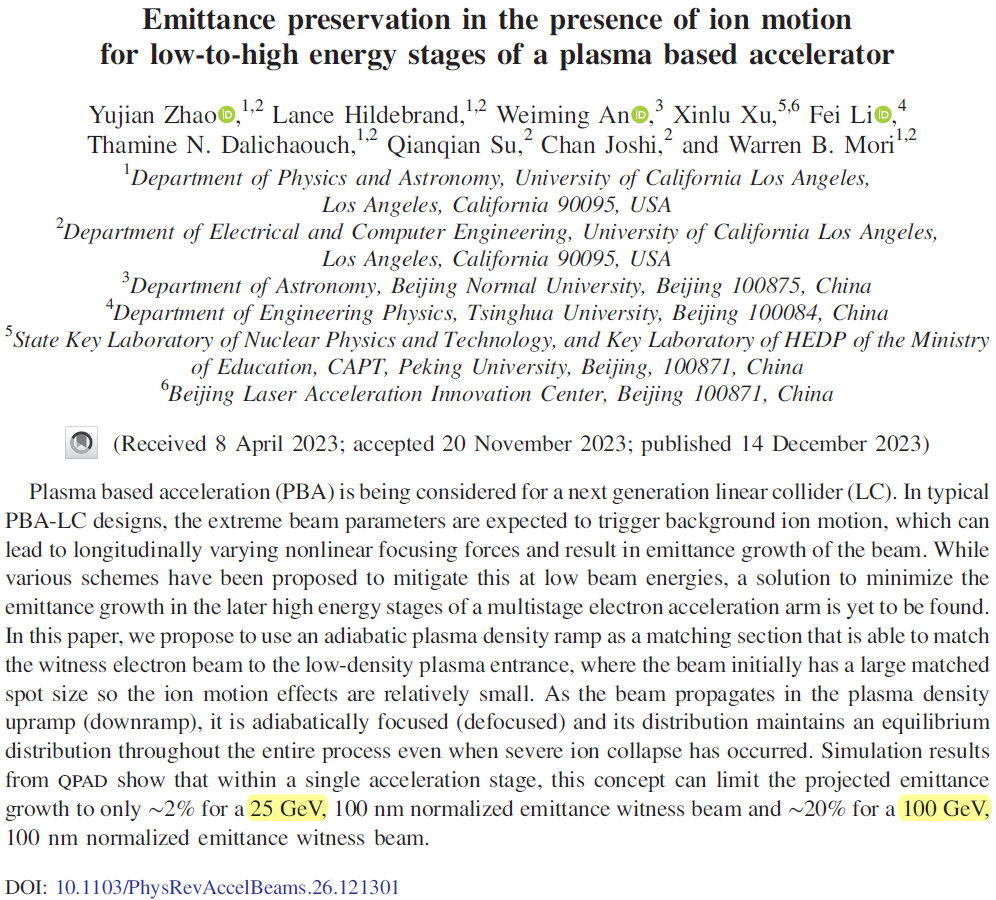 Emittance preservation in the presence of ion motion
for low-to-high energy stages of a plasma based accelerator
Yujian Zhao,1,2 Lance Hildebrand,1,2 Weiming An,3 Xinlu Xu,5,6 Fei Li,4
Thamine N. Dalichaouch,1,2 Qianqian Su,2 Chan Joshi,2 and Warren B. Mori1,2
1Department of Physics and Astronomy, University of California Los Angeles,
Los Angeles, California 90095, USA
2Department of Electrical and Computer Engineering, University of California Los Angeles,
Los Angeles, California 90095, USA
3Department of Astronomy, Beijing Normal University, Beijing 100875, China
4Department of Engineering Physics, Tsinghua University, Beijing 100084, China
5State Key Laboratory of Nuclear Physics and Technology, and Key Laboratory of HEDP of the Ministry
of Education, CAPT, Peking University, Beijing, 100871, China
6Beijing Laser Acceleration Innovation Center, Beijing 100871, China
(Received 8 April 2023; accepted 20 November 2023; published 14 December 2023)
Plasma based acceleration (PBA) is being considered for a next generation linear collider (LC). In typical
PBA-LC designs, the extreme beam parameters are expected to trigger background ion motion, which can
lead to longitudinally varying nonlinear focusing forces and result in emittance growth of the beam. While
various schemes have been proposed to mitigate this at low beam energies, a solution to minimize the
emittance growth in the later high energy stages of a multistage electron acceleration arm is yet to be found.
In this paper, we propose to use an adiabatic plasma density ramp as a matching section that is able to match
the witness electron beam to the low-density plasma entrance, where the beam initially has a large matched
spot size so the ion motion effects are relatively small. As the beam propagates in the plasma density
upramp (downramp), it is adiabatically focused (defocused) and its distribution maintains an equilibrium
distribution throughout the entire process even when severe ion collapse has occurred. Simulation results
from QPAD show that within a single acceleration stage, this concept can limit the projected emittance
growth to only ∼2% for a 25 GeV, 100 nm normalized emittance witness beam and ∼20% for a 100 GeV,
100 nm normalized emittance witness beam.
DOI: 10.1103/PhysRevAccelBeams.26.121301